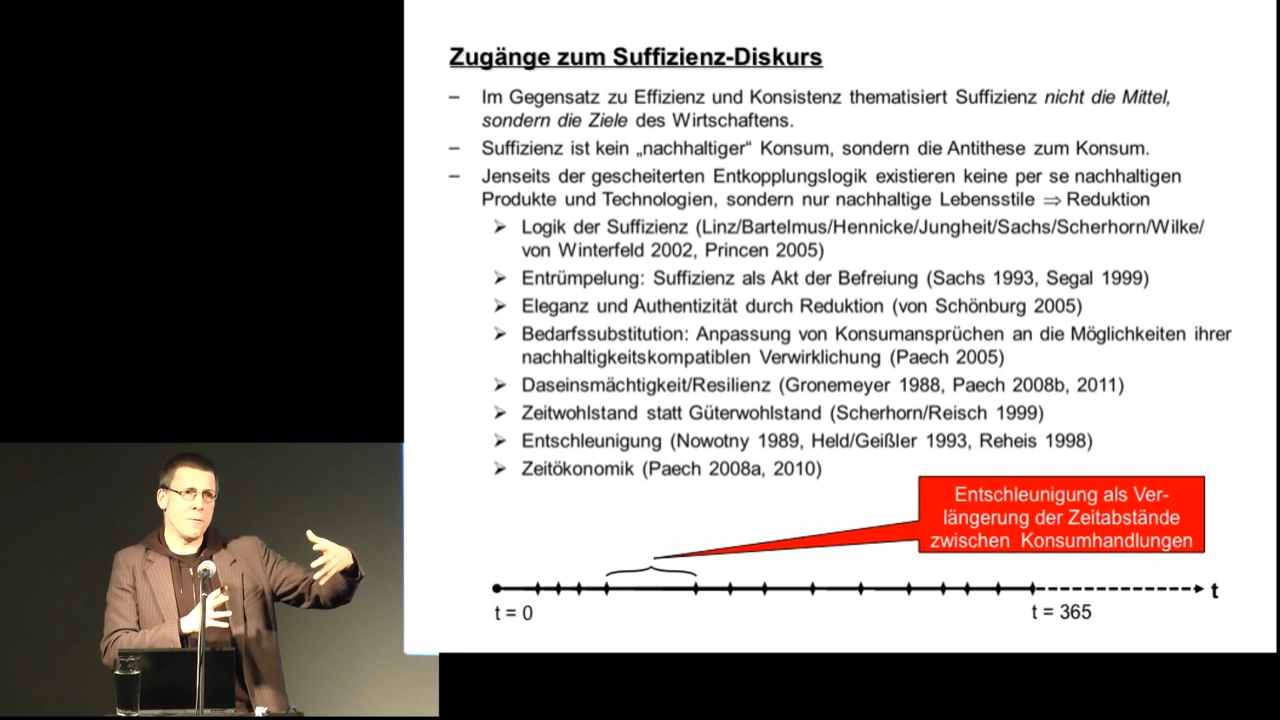 Zugänge zum Suffizienz-Diskurs
– Im Gegensatz zu Effizienz und Konsistenz thematisiert Suffizienz nicht die Mittel,
sondern die Ziele des Wirtschaftens.
– Suffizienz ist kein „nachhaltiger“ Konsum, sondern die Antithese zum Konsum.
– Jenseits der gescheiterten Entkopplungslogik existieren keine per se nachhaltigen
Produkte und Technologien, sondern nur nachhaltige Lebensstile ⇒ Reduktion
➢ Logik der Suffizienz (Linz/Bartelmus/Hennicke/Jungheit/Sachs/Scherhorn/Wilke/
von Winterfeld 2002, Princen 2005)
➢ Entrümpelung: Suffizienz als Akt der Befreiung (Sachs 1993, Segal 1999)
➢ Eleganz und Authentizität durch Reduktion (von Schönburg 2005)
➢ Bedarfssubstitution: Anpassung von Konsumansprüchen an die Möglichkeiten ihrer
nachhaltigkeitskompatiblen Verwirklichung (Paech 2005)
➢ Daseinsmächtigkeit/Resilienz (Gronemeyer 1988, Paech 2008b, 2011)
➢ Zeitwohlstand statt Güterwohlstand (Scherhorn/Reisch 1999)
➢ Entschleunigung (Nowotny 1989, Held/Geißler 1993, Reheis 1998)
➢ Zeitökonomik (Paech 2008a, 2010)
Entschleunigung als Ver-
längerung der Zeitabstände
zwischen Konsumhandlungen
t
t = 0
t = 365